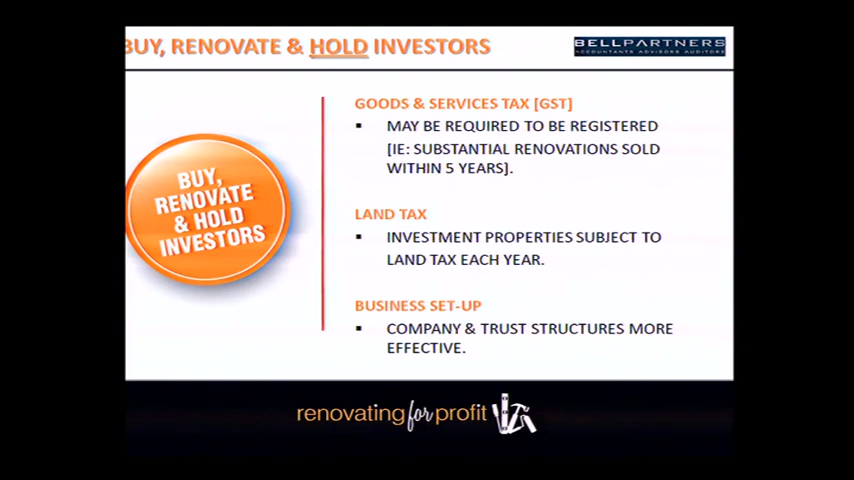 BUY, RENOVATE & HOLD INVESTORS
BELLPARTNERS
ACCOUNTANTS ADVISORS AUDITORS
BUY,
RENOVATE
& HOLD
INVESTORS
GOODS & SERVICES TAX [GST]
▪ MAY BE REQUIRED TO BE REGISTERED
[IE: SUBSTANTIAL RENOVATIONS SOLD
WITHIN 5 YEARS].
LAND TAX
▪ INVESTMENT PROPERTIES SUBJECT TO
LAND TAX EACH YEAR.
BUSINESS SET-UP
▪ COMPANY & TRUST STRUCTURES MORE
EFFECTIVE.
renovating for profit